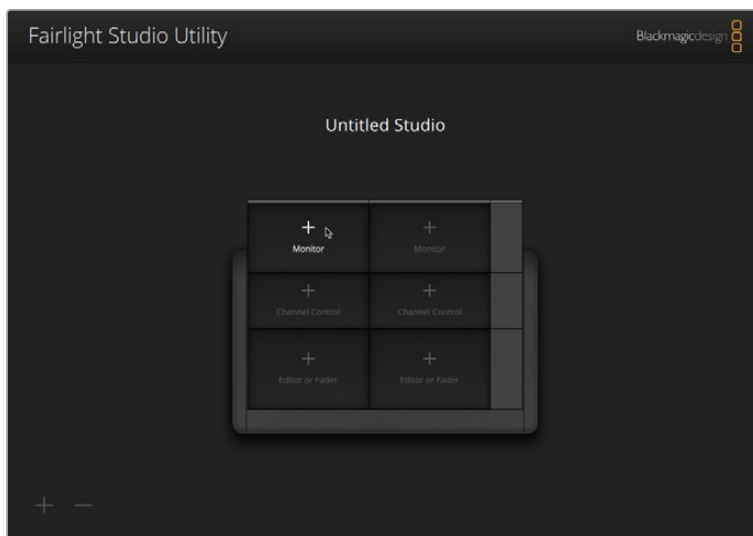 Fairlight Studio Utility
Blackmagicdesign
Untitled Studio
+ +
Monitor Monitor
+ +
Channel Control Channel Control
+ +
Editor or Fader Editor or Fader
+ −